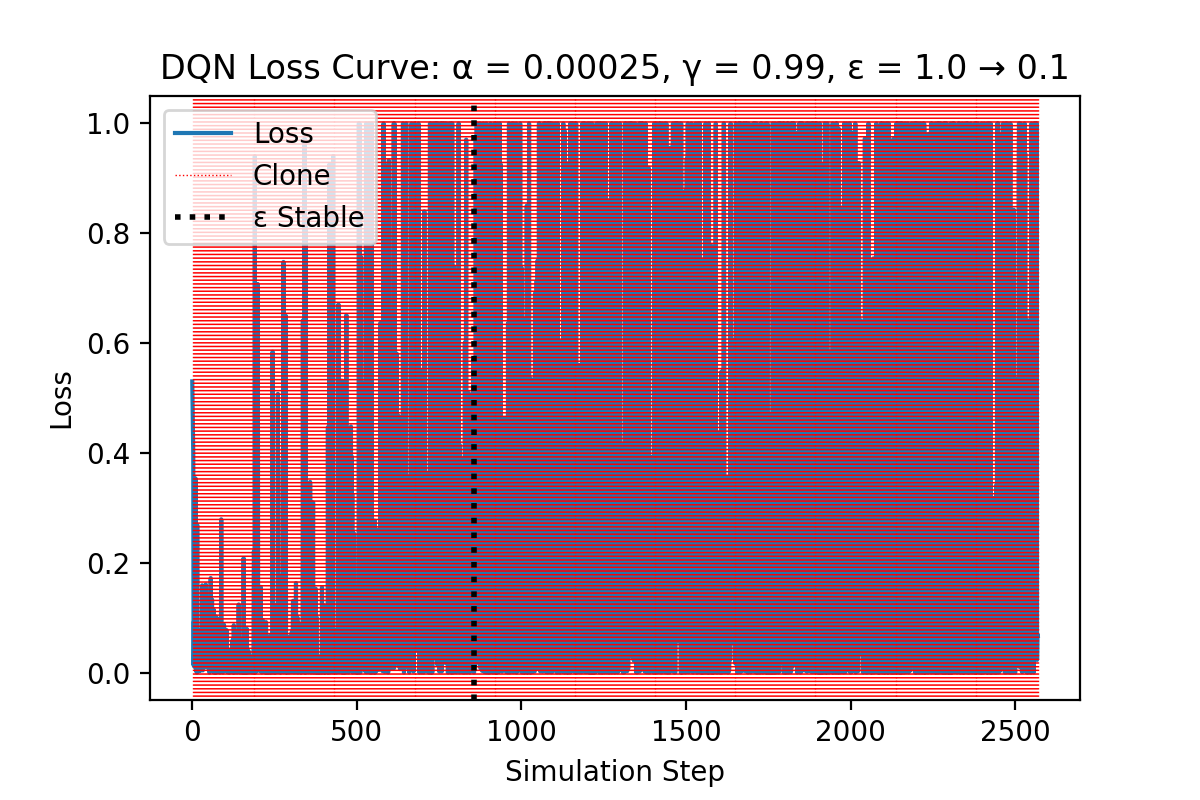 DQN Loss Curve: α = 0.00025, γ = 0.99, ε = 1.0 → 0.1
Loss
Clone
ε Stable
1.0
0.8
0.6
0.4
0.2
0.0
Loss
0
500
1000
1500
2000
2500
Simulation Step